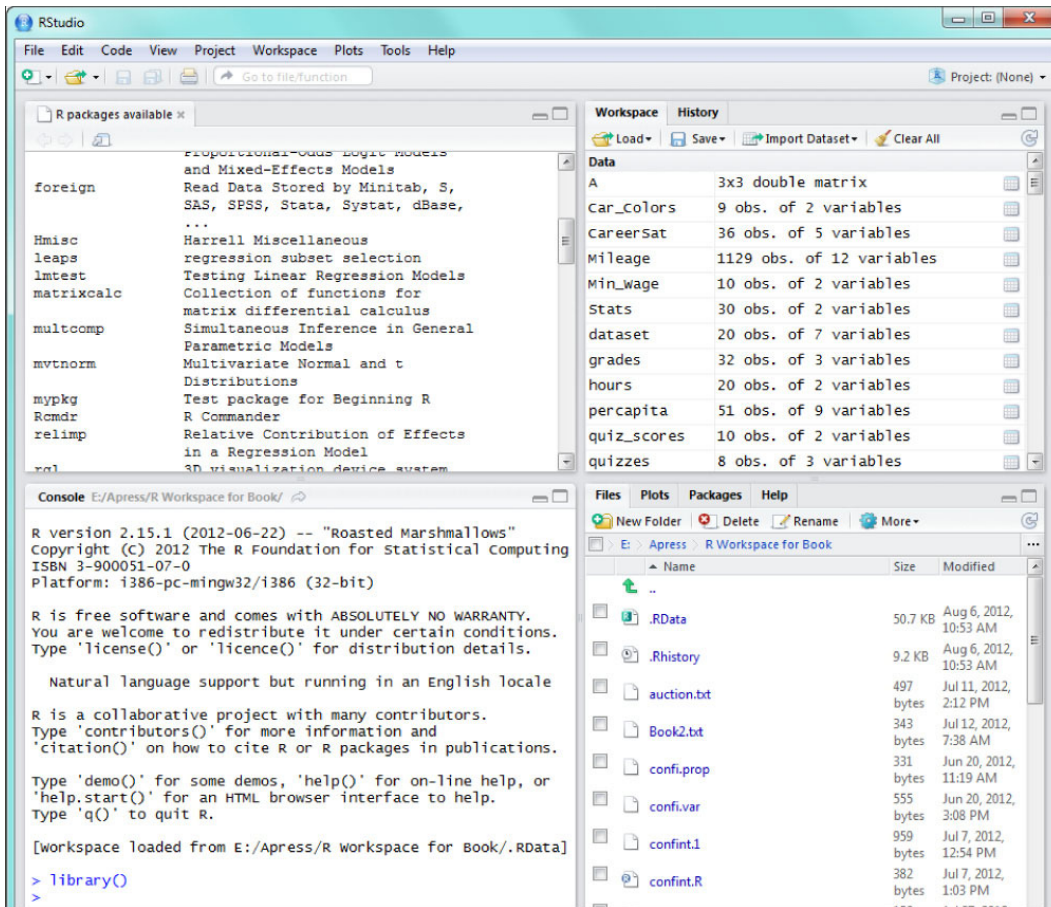 RStudio
File Edit Code View Project Workspace Plots Tools Help
Go to file/function
Project: (None)
R packages available
Proportional-Odds Logit Models
and Mixed-Effects Models
foreign Read Data Stored by Minitab, S,
SAS, SPSS, Stata, Systat, dBase,
...
Hmisc Harrell Miscellaneous
leaps regression subset selection
lmtest Testing Linear Regression Models
matrixcalc Collection of functions for
matrix differential calculus
multcomp Simultaneous Inference in General
Parametric Models
mvtnorm Multivariate Normal and t
Distributions
mypkg Test package for Beginning R
Rcmdr R Commander
relimp Relative Contribution of Effects
in a Regression Model
rgl 3D visualization device system
Workspace History
Load Save Import Dataset Clear All
Data
A 3x3 double matrix
Car_Colors 9 obs. of 2 variables
CareerSat 36 obs. of 5 variables
Mileage 1129 obs. of 12 variables
Min_Wage 10 obs. of 2 variables
Stats 30 obs. of 2 variables
dataset 20 obs. of 7 variables
grades 32 obs. of 3 variables
hours 20 obs. of 2 variables
percapita 51 obs. of 9 variables
quiz_scores 10 obs. of 2 variables
quizzes 8 obs. of 3 variables
Console E:/Apress/R Workspace for Book/
R version 2.15.1 (2012-06-22) -- "Roasted Marshmallows"
Copyright (C) 2012 The R Foundation for Statistical Computing
ISBN 3-900051-07-0
Platform: i386-pc-mingw32/i386 (32-bit)
R is free software and comes with ABSOLUTELY NO WARRANTY.
You are welcome to redistribute it under certain conditions.
Type 'license()' or 'licence()' for distribution details.
Natural language support but running in an English locale
R is a collaborative project with many contributors.
Type 'contributors()' for more information and
'citation()' on how to cite R or R packages in publications.
Type 'demo()' for some demos, 'help()' for on-line help, or
'help.start()' for an HTML browser interface to help.
Type 'q()' to quit R.
[Workspace loaded from E:/Apress/R Workspace for Book/.RData]
> library()
>
Files Plots Packages Help
New Folder Delete Rename More
E: Apress R Workspace for Book ...
Name Size Modified
..
.RData 50.7 KB Aug 6, 2012, 10:53 AM
.Rhistory 9.2 KB Aug 6, 2012, 10:53 AM
auction.txt 497 bytes Jul 11, 2012, 2:12 PM
Book2.txt 343 bytes Jul 12, 2012, 7:38 AM
confi.prop 331 bytes Jun 20, 2012, 11:19 AM
confi.var 555 bytes Jun 20, 2012, 3:08 PM
confint.1 959 bytes Jul 7, 2012, 12:54 PM
confint.R 382 bytes Jul 7, 2012, 1:03 PM